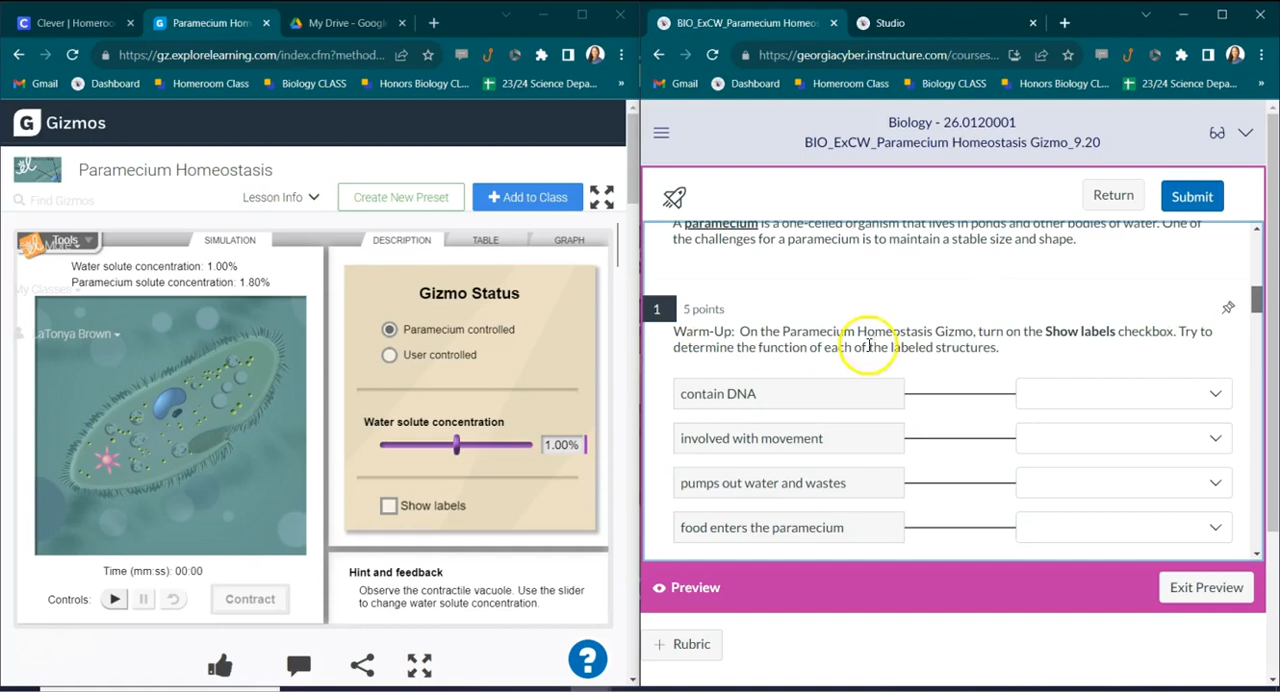 Clever | Homeroo
Paramecium Hom
My Drive - Google
https://gz.explorelearning.com/index.cfm?method...
Gmail
Dashboard
Homeroom Class
Biology CLASS
Honors Biology CL...
23/24 Science Depa...
»
G Gizmos
Paramecium Homeostasis
Find Gizmos
Lesson Info
Create New Preset
+ Add to Class
Tools
SIMULATION
DESCRIPTION
TABLE
GRAPH
Water solute concentration: 1.00%
Paramecium solute concentration: 1.80%
My Classes
LaTonya Brown
Gizmo Status
Paramecium controlled
User controlled
Water solute concentration
1.00%
Show labels
Time (mm:ss): 00:00
Controls:
Contract
Hint and feedback
Observe the contractile vacuole. Use the slider
to change water solute concentration.
?
BIO_ExCW_Paramecium Homeos
Studio
https://georgiacyber.instructure.com/courses...
Gmail
Dashboard
Homeroom Class
Biology CLASS
Honors Biology CL...
23/24 Science Depa...
»
Biology - 26.0120001
BIO_ExCW_Paramecium Homeostasis Gizmo_9.20
Return
Submit
A paramecium is a one-celled organism that lives in ponds and other bodies of water. One of
the challenges for a paramecium is to maintain a stable size and shape.
1
5 points
Warm-Up: On the Paramecium Homeostasis Gizmo, turn on the Show labels checkbox. Try to
determine the function of each of the labeled structures.
contain DNA
involved with movement
pumps out water and wastes
food enters the paramecium
Preview
Exit Preview
+ Rubric